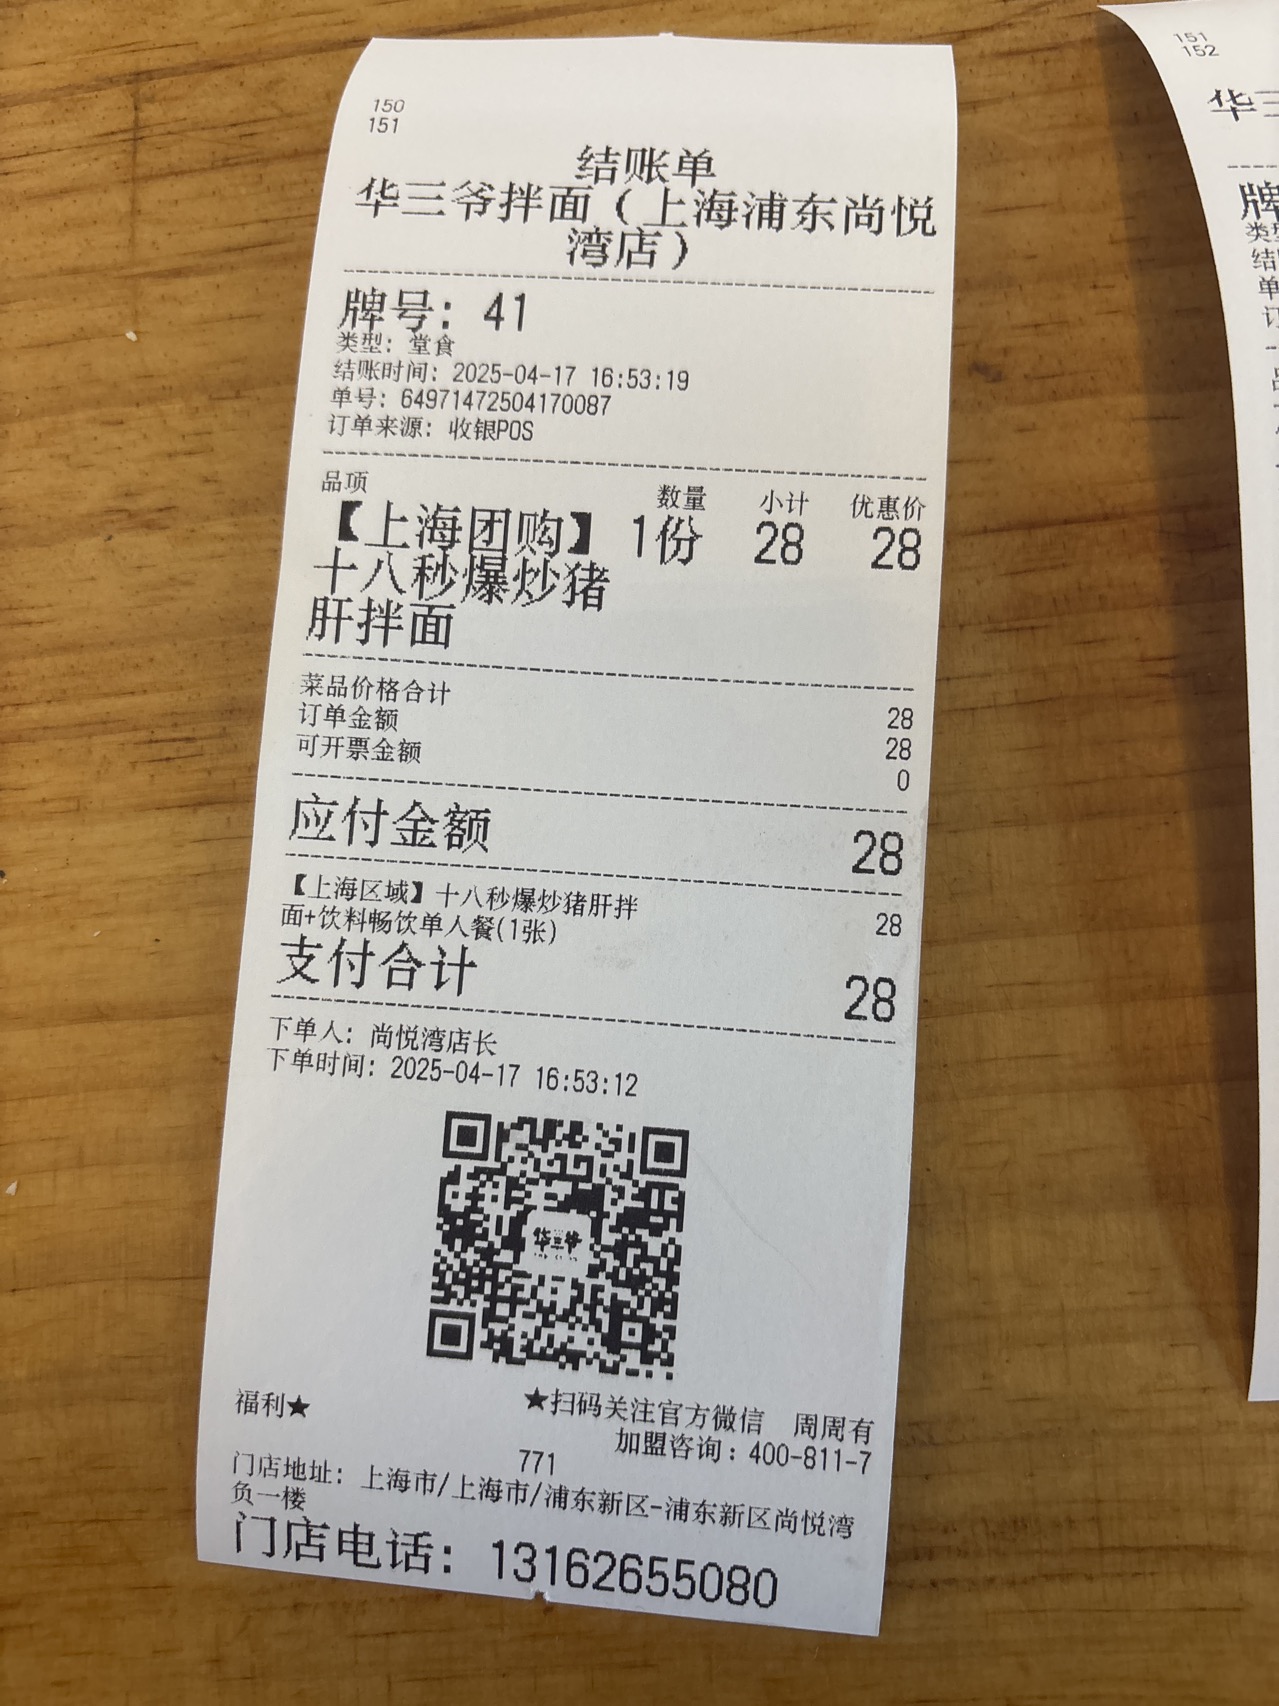 150
151
结账单
华三爷拌面（上海浦东尚悦
湾店）
牌号：41
类型：堂食
结账时间：2025-04-17 16:53:19
单号：64971472504170087
订单来源：收银POS
品项 数量 小计 优惠价
【上海团购】 1份 28 28
十八秒爆炒猪
肝拌面
菜品价格合计 28
订单金额 28
可开票金额 0
应付金额 28
【上海区域】十八秒爆炒猪肝拌 28
面+饮料畅饮单人餐(1张)
支付合计 28
下单人：尚悦湾店长
下单时间：2025-04-17 16:53:12
华三爷
★扫码关注官方微信 周周有
福利★
加盟咨询：400-811-7
771
门店地址：上海市/上海市/浦东新区-浦东新区尚悦湾
负一楼
门店电话：13162655080
151
152
华三
牌
类型
结
单
订